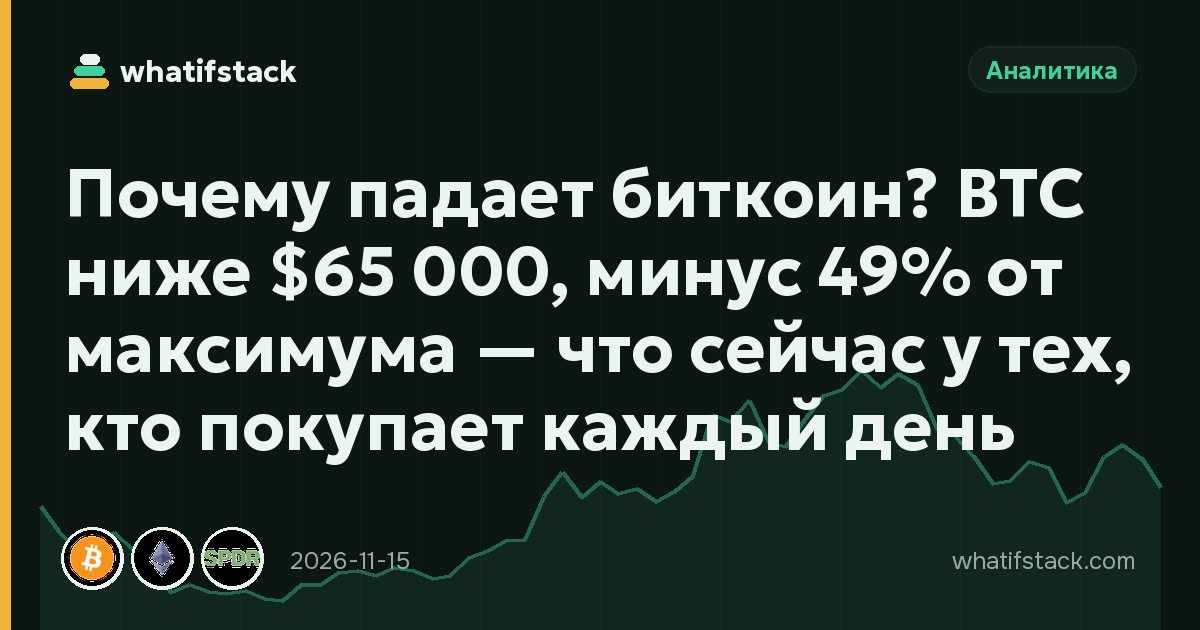 whatifstack
Аналитика
Почему падает биткоин? BTC
ниже $65 000, минус 49% от
максимума — что сейчас у тех,
кто покупает каждый день
SPDR
2026-11-15
whatifstack.com